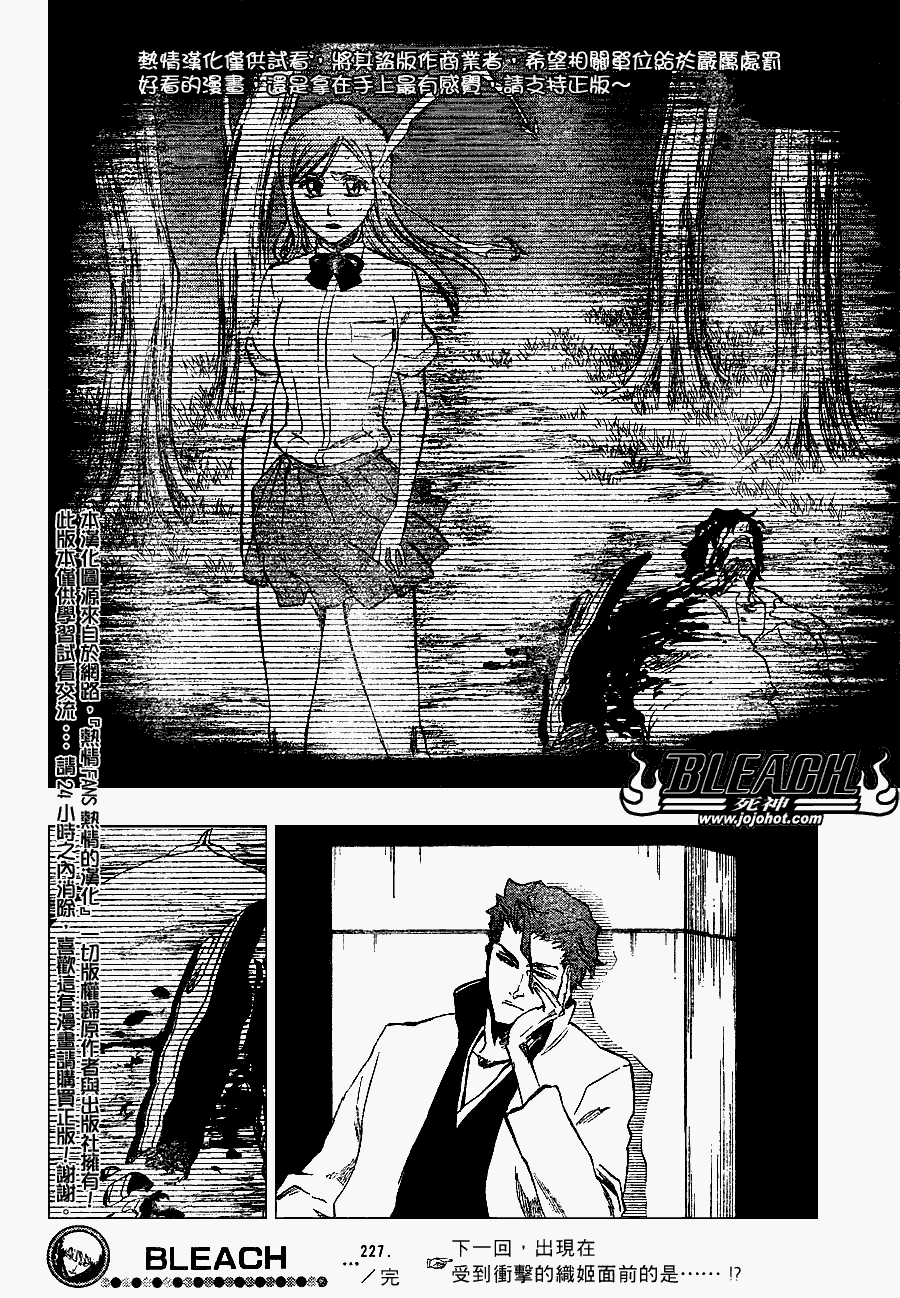 熱情漢化僅供試看，將其盜版作商業者，希望相關單位給於嚴厲處罰
好看的漫畫，還是拿在手上最有感覺，請支持正版～
本漢化圖源來自於網路，『熱情FANS熱情的漢化』一切版權歸原作者與出版社擁有！
此版本僅供學習試看交流…請24小時之內消除，喜歡這套漫畫請購買正版！謝謝。
BLEACH
死神
www.jojohot.com
BLEACH
…227.
／完
☞下一回，出現在
受到衝擊的織姬面前的是……!?